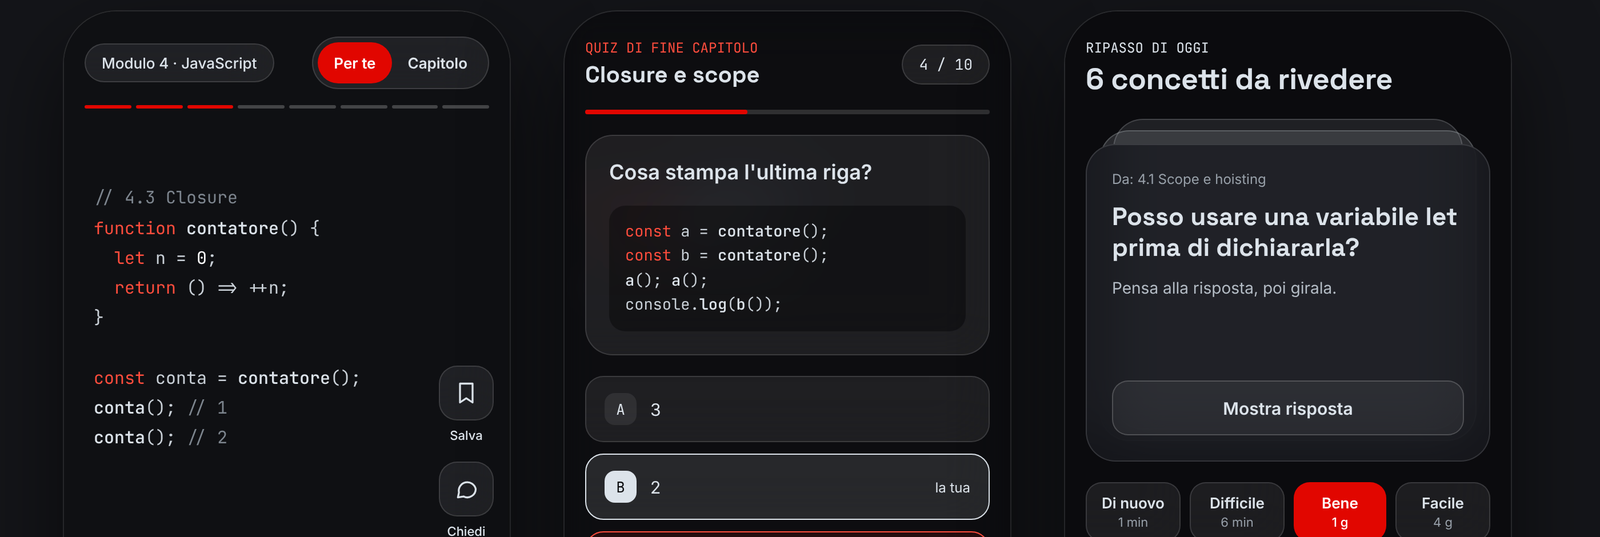 Modulo 4 · JavaScript
Per te
Capitolo
// 4.3 Closure
function contatore() {
let n = 0;
return () => ++n;
}
const conta = contatore();
conta(); // 1
conta(); // 2
Salva
Chiedi
QUIZ DI FINE CAPITOLO
Closure e scope
4 / 10
Cosa stampa l'ultima riga?
const a = contatore();
const b = contatore();
a(); a();
console.log(b());
A 3
B 2 la tua
RIPASSO DI OGGI
6 concetti da rivedere
Da: 4.1 Scope e hoisting
Posso usare una variabile let
prima di dichiararla?
Pensa alla risposta, poi girala.
Mostra risposta
Di nuovo
1 min
Difficile
6 min
Bene
1 g
Facile
4 g